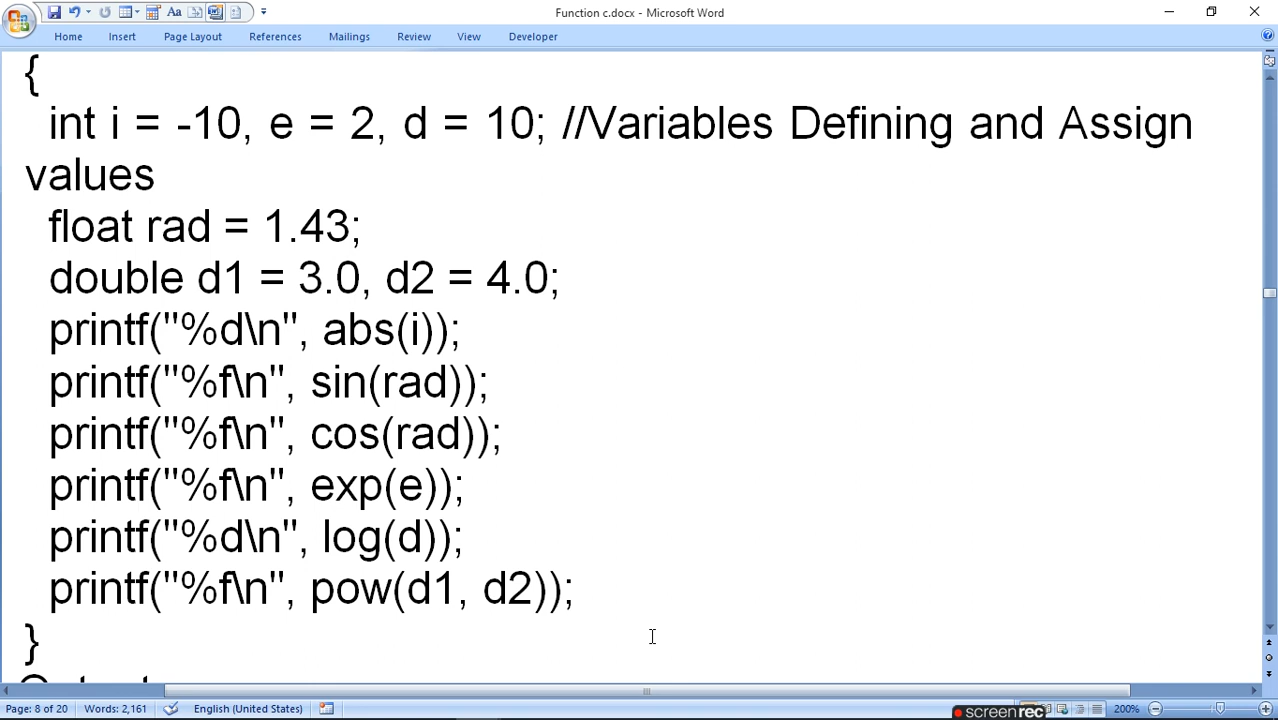 Function c.docx - Microsoft Word
Home Insert Page Layout References Mailings Review View Developer
{
int i = -10, e = 2, d = 10; //Variables Defining and Assign
values
float rad = 1.43;
double d1 = 3.0, d2 = 4.0;
printf("%d\n", abs(i));
printf("%f\n", sin(rad));
printf("%f\n", cos(rad));
printf("%f\n", exp(e));
printf("%d\n", log(d));
printf("%f\n", pow(d1, d2));
}
Page: 8 of 20 Words: 2,161 English (United States) 200%
screenrec